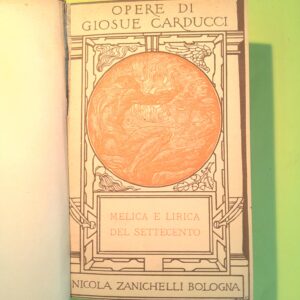 OPERE DI
GIOSUE CARDUCCI
MELICA E LIRICA
DEL SETTECENTO
NICOLA ZANICHELLI BOLOGNA